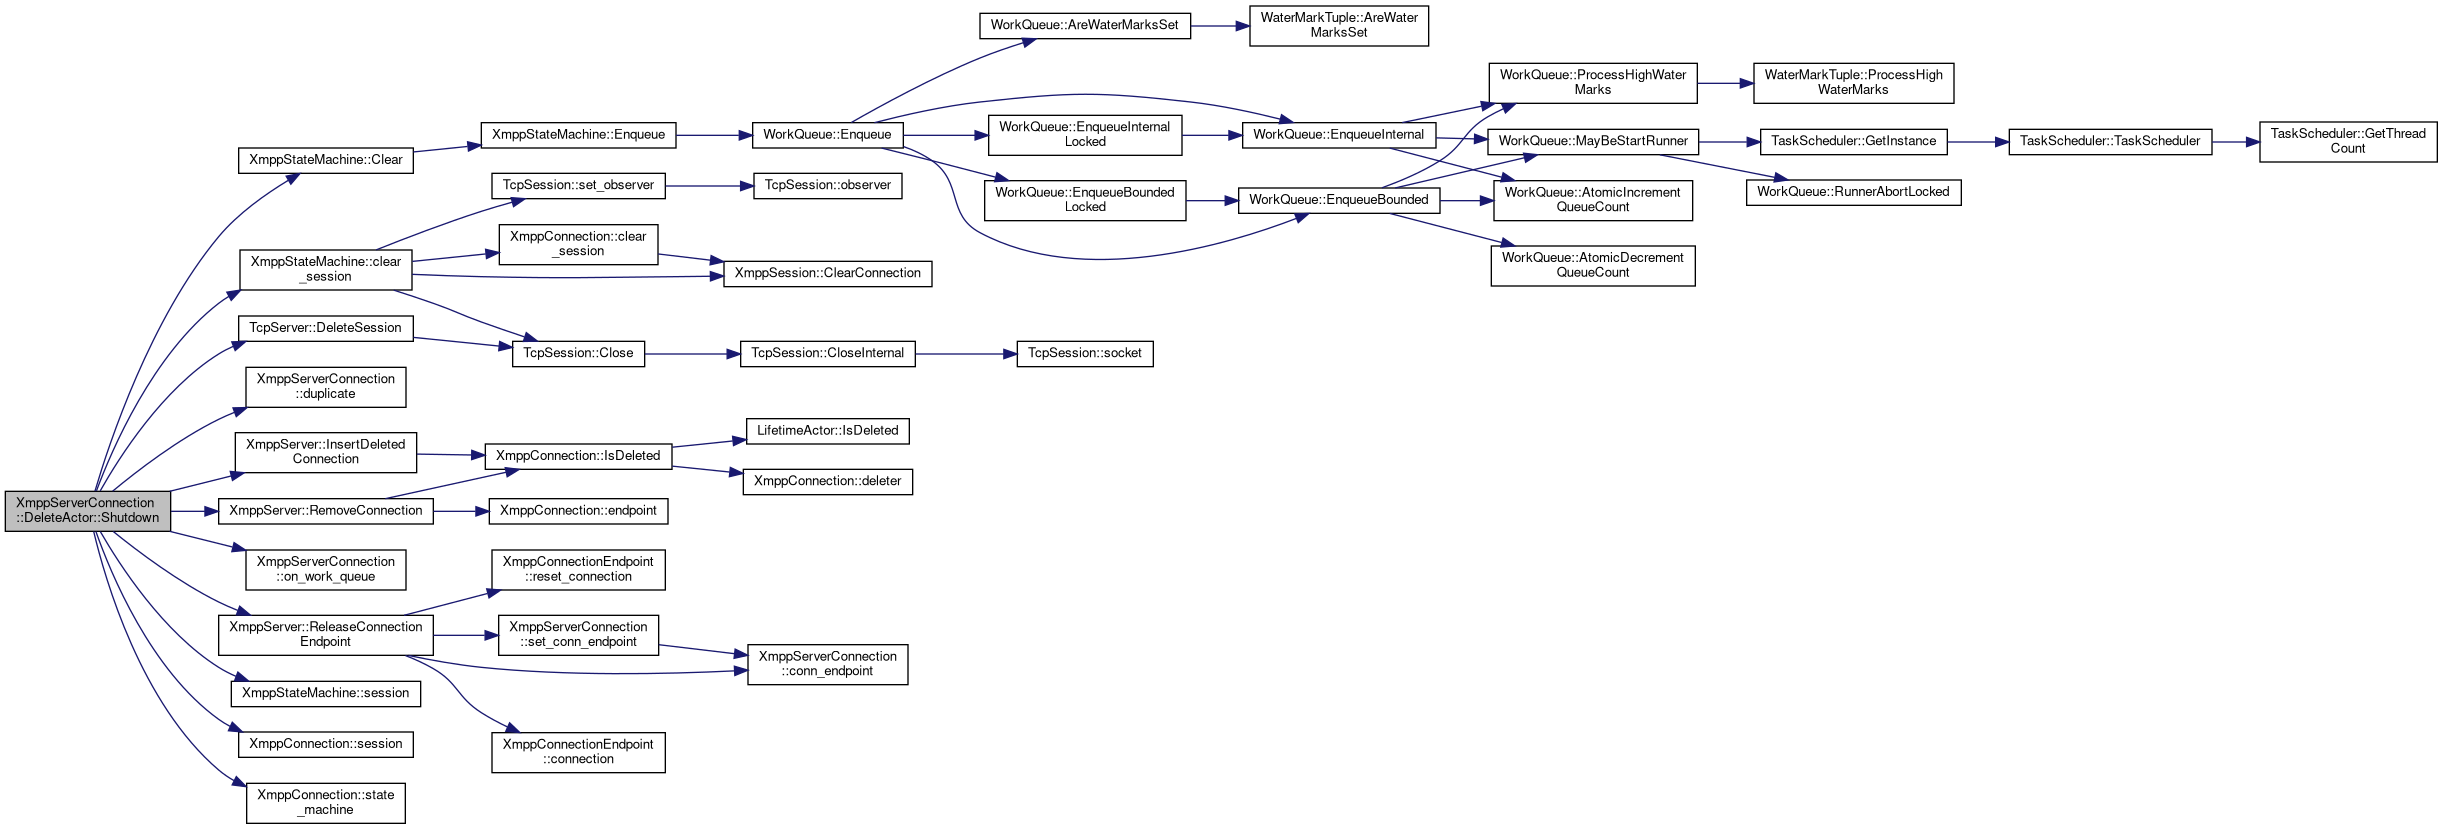 XmppServerConnection
::DeleteActor::Shutdown
XmppStateMachine::Clear
XmppStateMachine::Enqueue
WorkQueue::Enqueue
WorkQueue::AreWaterMarksSet
WaterMarkTuple::AreWater
MarksSet
WorkQueue::EnqueueInternal
Locked
WorkQueue::EnqueueInternal
WorkQueue::ProcessHighWater
Marks
WaterMarkTuple::ProcessHigh
WaterMarks
WorkQueue::MayBeStartRunner
TaskScheduler::GetInstance
TaskScheduler::TaskScheduler
TaskScheduler::GetThread
Count
WorkQueue::RunnerAbortLocked
WorkQueue::EnqueueBounded
Locked
WorkQueue::EnqueueBounded
WorkQueue::AtomicIncrement
QueueCount
WorkQueue::AtomicDecrement
QueueCount
XmppStateMachine::clear
_session
TcpSession::set_observer
TcpSession::observer
XmppConnection::clear
_session
XmppSession::ClearConnection
TcpServer::DeleteSession
TcpSession::Close
TcpSession::CloseInternal
TcpSession::socket
XmppServerConnection
::duplicate
XmppServer::InsertDeleted
Connection
XmppConnection::IsDeleted
LifetimeActor::IsDeleted
XmppConnection::deleter
XmppServer::RemoveConnection
XmppConnection::endpoint
XmppServerConnection
::on_work_queue
XmppServer::ReleaseConnection
Endpoint
XmppConnectionEndpoint
::reset_connection
XmppServerConnection
::set_conn_endpoint
XmppServerConnection
::conn_endpoint
XmppConnectionEndpoint
::connection
XmppStateMachine::session
XmppConnection::session
XmppConnection::state
_machine